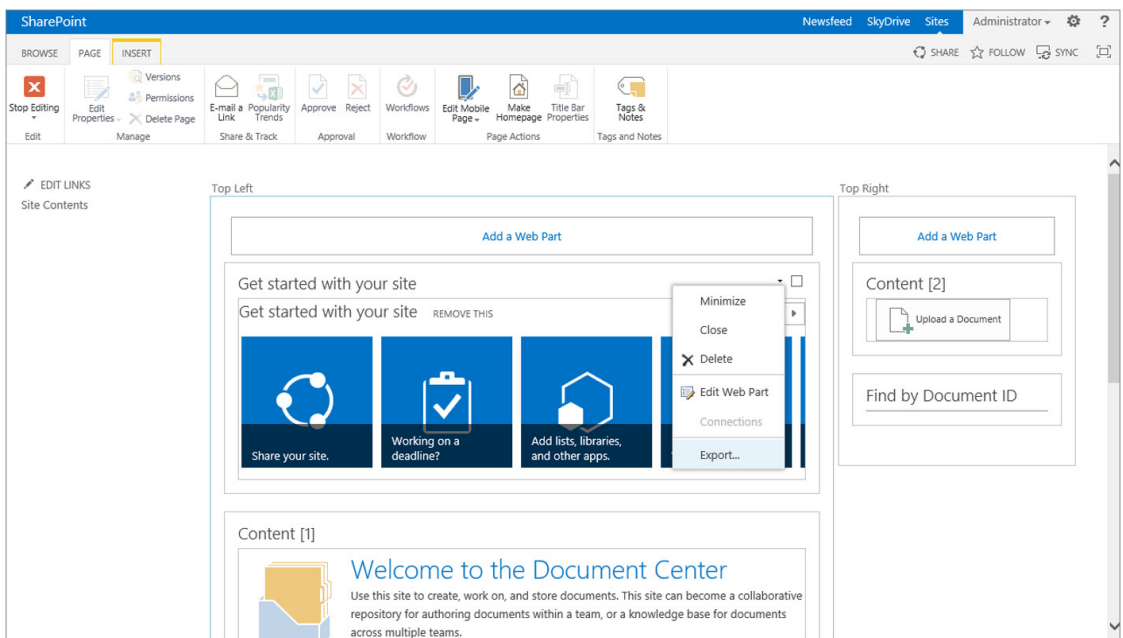 SharePoint
Newsfeed SkyDrive Sites Administrator ?
BROWSE PAGE INSERT
SHARE FOLLOW SYNC
Stop Editing
Edit
Edit Properties
Versions
Permissions
Delete Page
Manage
E-mail a Link
Popularity Trends
Share & Track
Approve Reject
Approval
Workflows
Workflow
Edit Mobile Page
Make Homepage
Title Bar Properties
Page Actions
Tags & Notes
Tags and Notes
EDIT LINKS
Site Contents
Top Left
Add a Web Part
Get started with your site
Get started with your site REMOVE THIS
Share your site.
Working on a
deadline?
Add lists, libraries,
and other apps.
Minimize
Close
Delete
Edit Web Part
Connections
Export...
Content [1]
Welcome to the Document Center
Use this site to create, work on, and store documents. This site can become a collaborative
repository for authoring documents within a team, or a knowledge base for documents
across multiple teams.
Top Right
Add a Web Part
Content [2]
Upload a Document
Find by Document ID